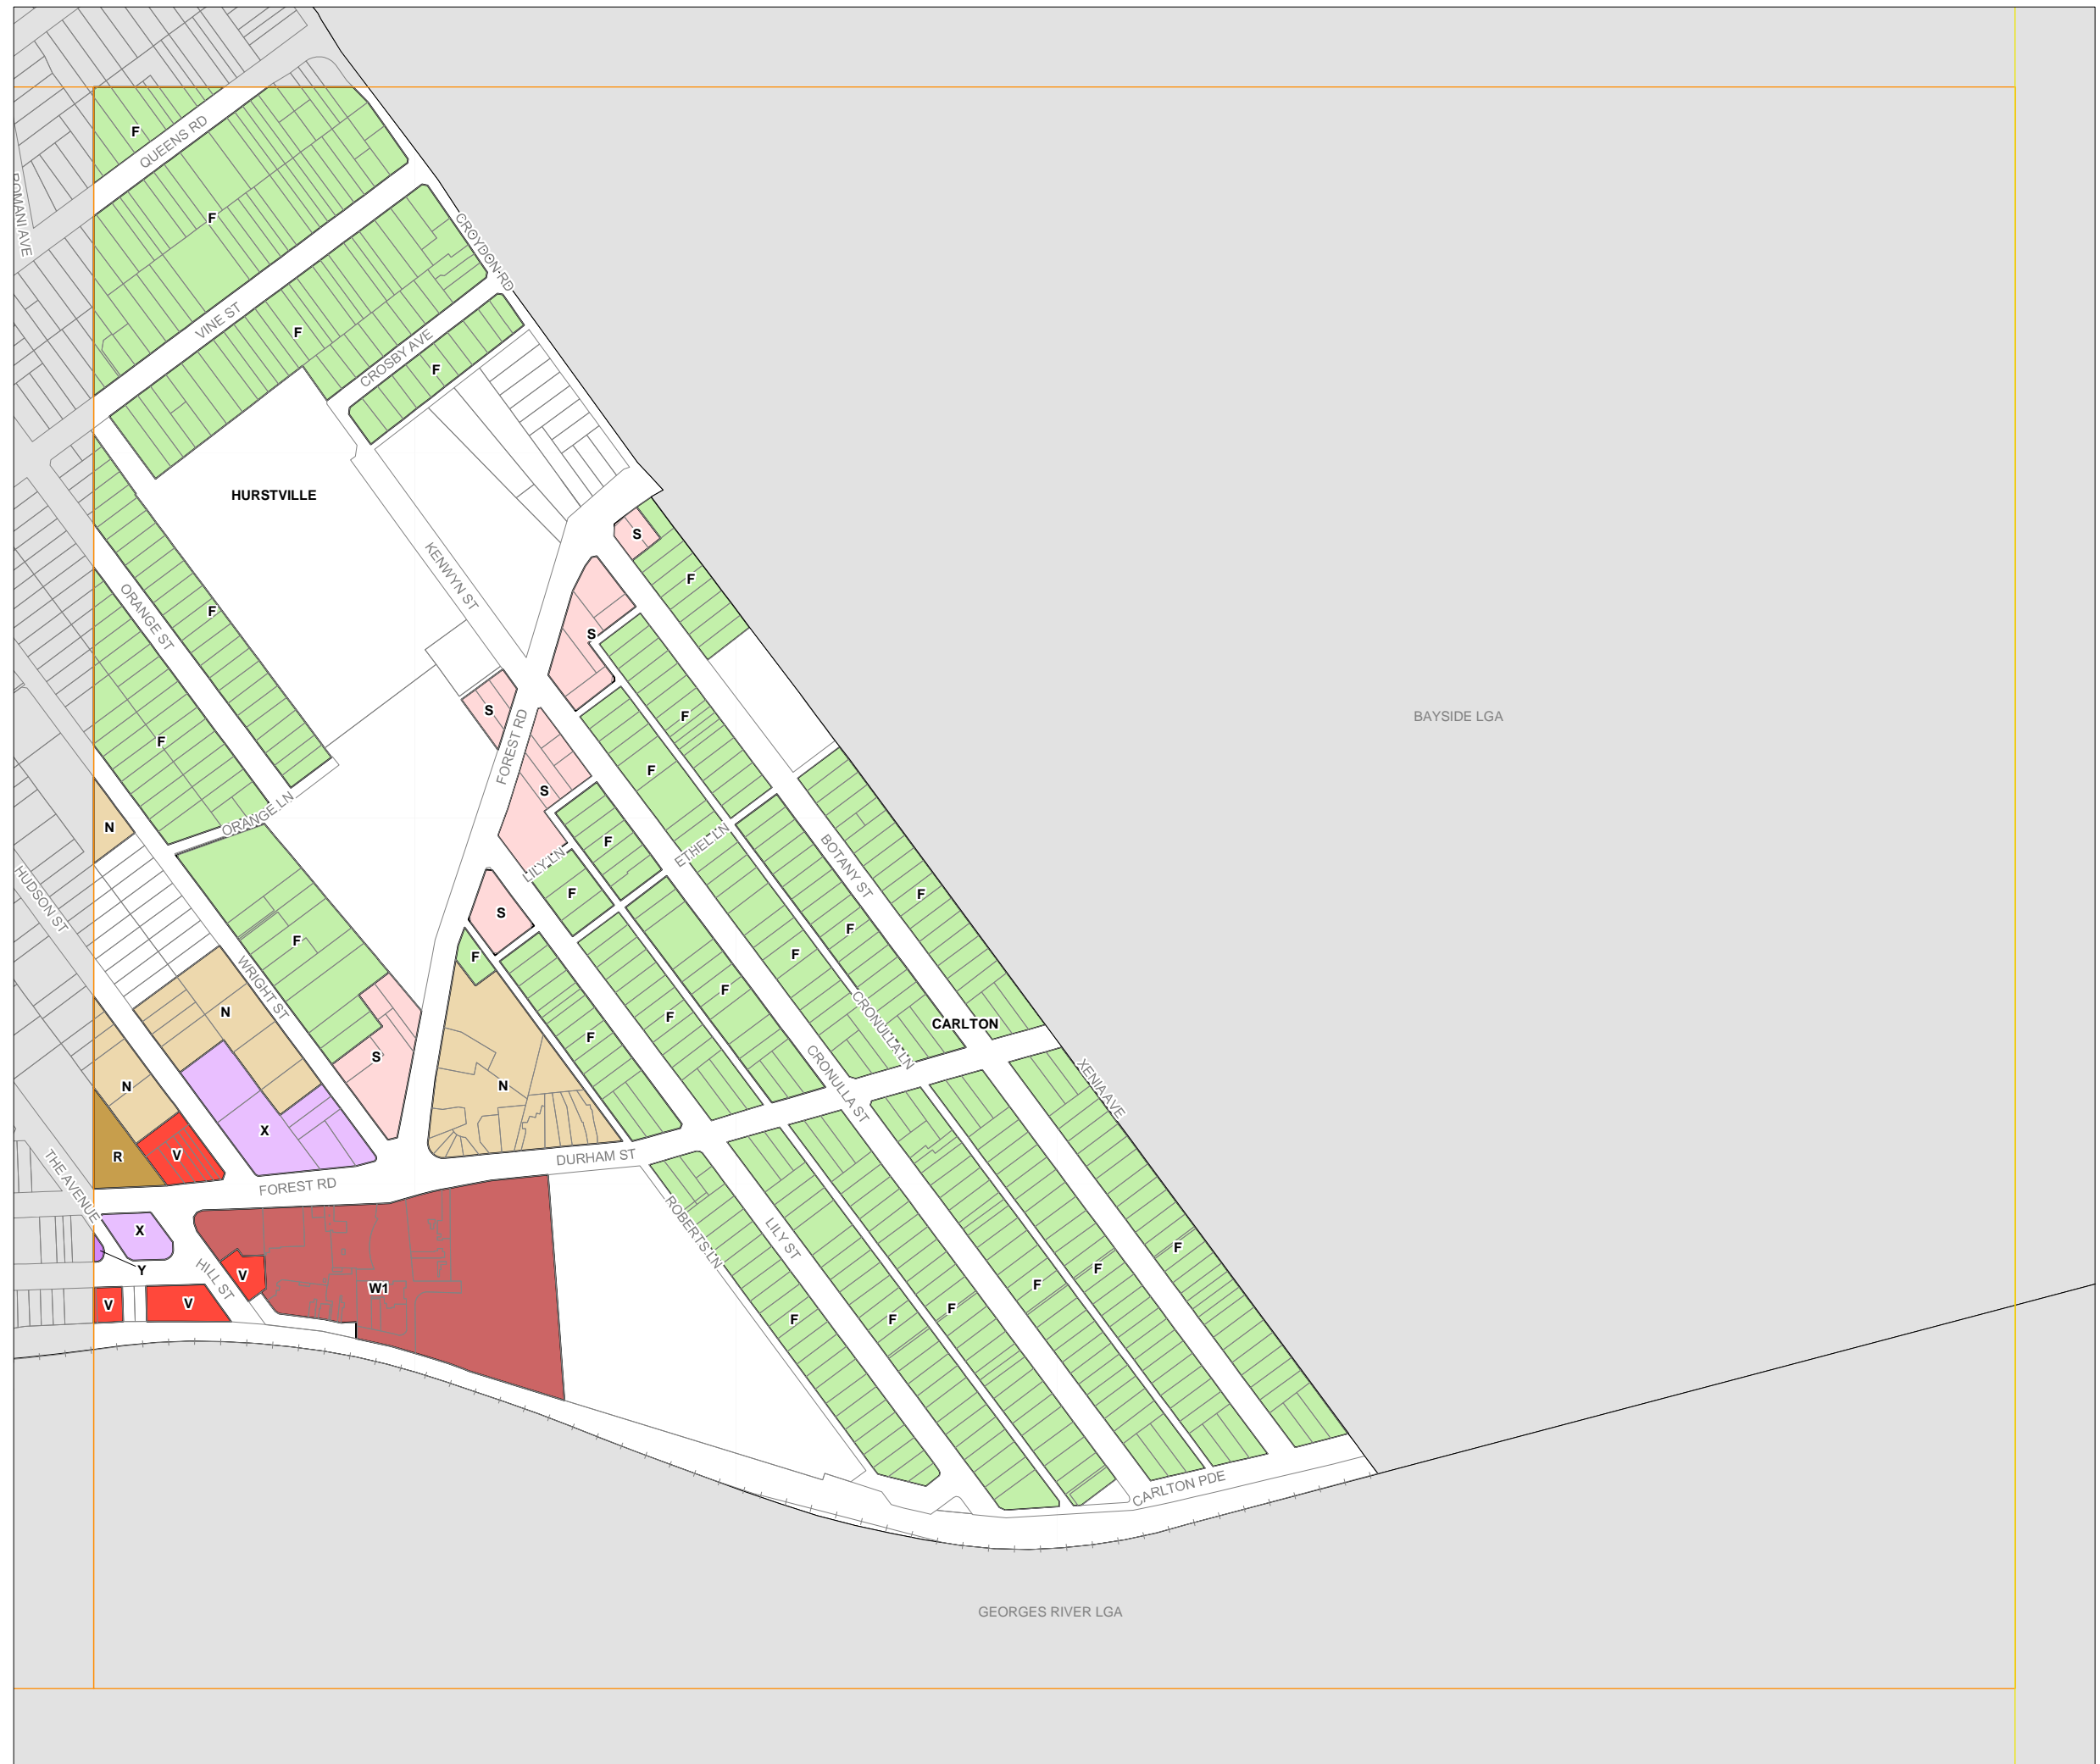 F
QUEENS RD
ROMANI AVE
F
CROYDON RD
VINE ST
F
CROSBY AVE
F
HURSTVILLE
S
KENWYN ST
F
ORANGE ST
F
S
S
F
BAYSIDE LGA
F
FOREST RD
F
S
ORANGE LN
N
F
ETHEL LN
LILY LN
BOTANY ST
HUDSON ST
F
F
S
F
F
F
F
F
WRIGHT ST
F
N
F
CRONULLA LN
CARLTON
F
S
N
N
CRONULLA ST
XENIA AVE
X
R
V
DURHAM ST
THE AVENUE
FOREST RD
X
ROBERTS LN
LILY ST
F
Y
HILL ST
V
W1
F
F
V
V
F
F
F
CARLTON PDE
GEORGES RIVER LGA